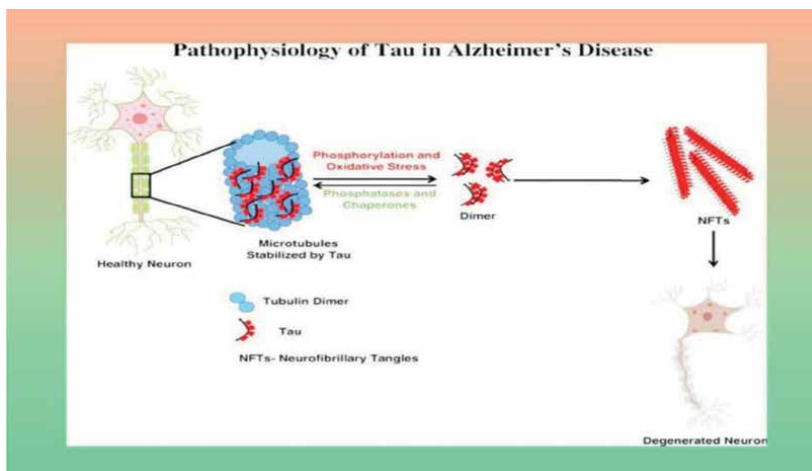 Pathophysiology of Tau in Alzheimer's Disease
Phosphorylation and
Oxidative Stress
Phosphatases and
Chaperones
Dimer
NFTs
Microtubules
Stabilized by Tau
Healthy Neuron
Tubulin Dimer
Tau
NFTs- Neurofibrillary Tangles
Degenerated Neuron